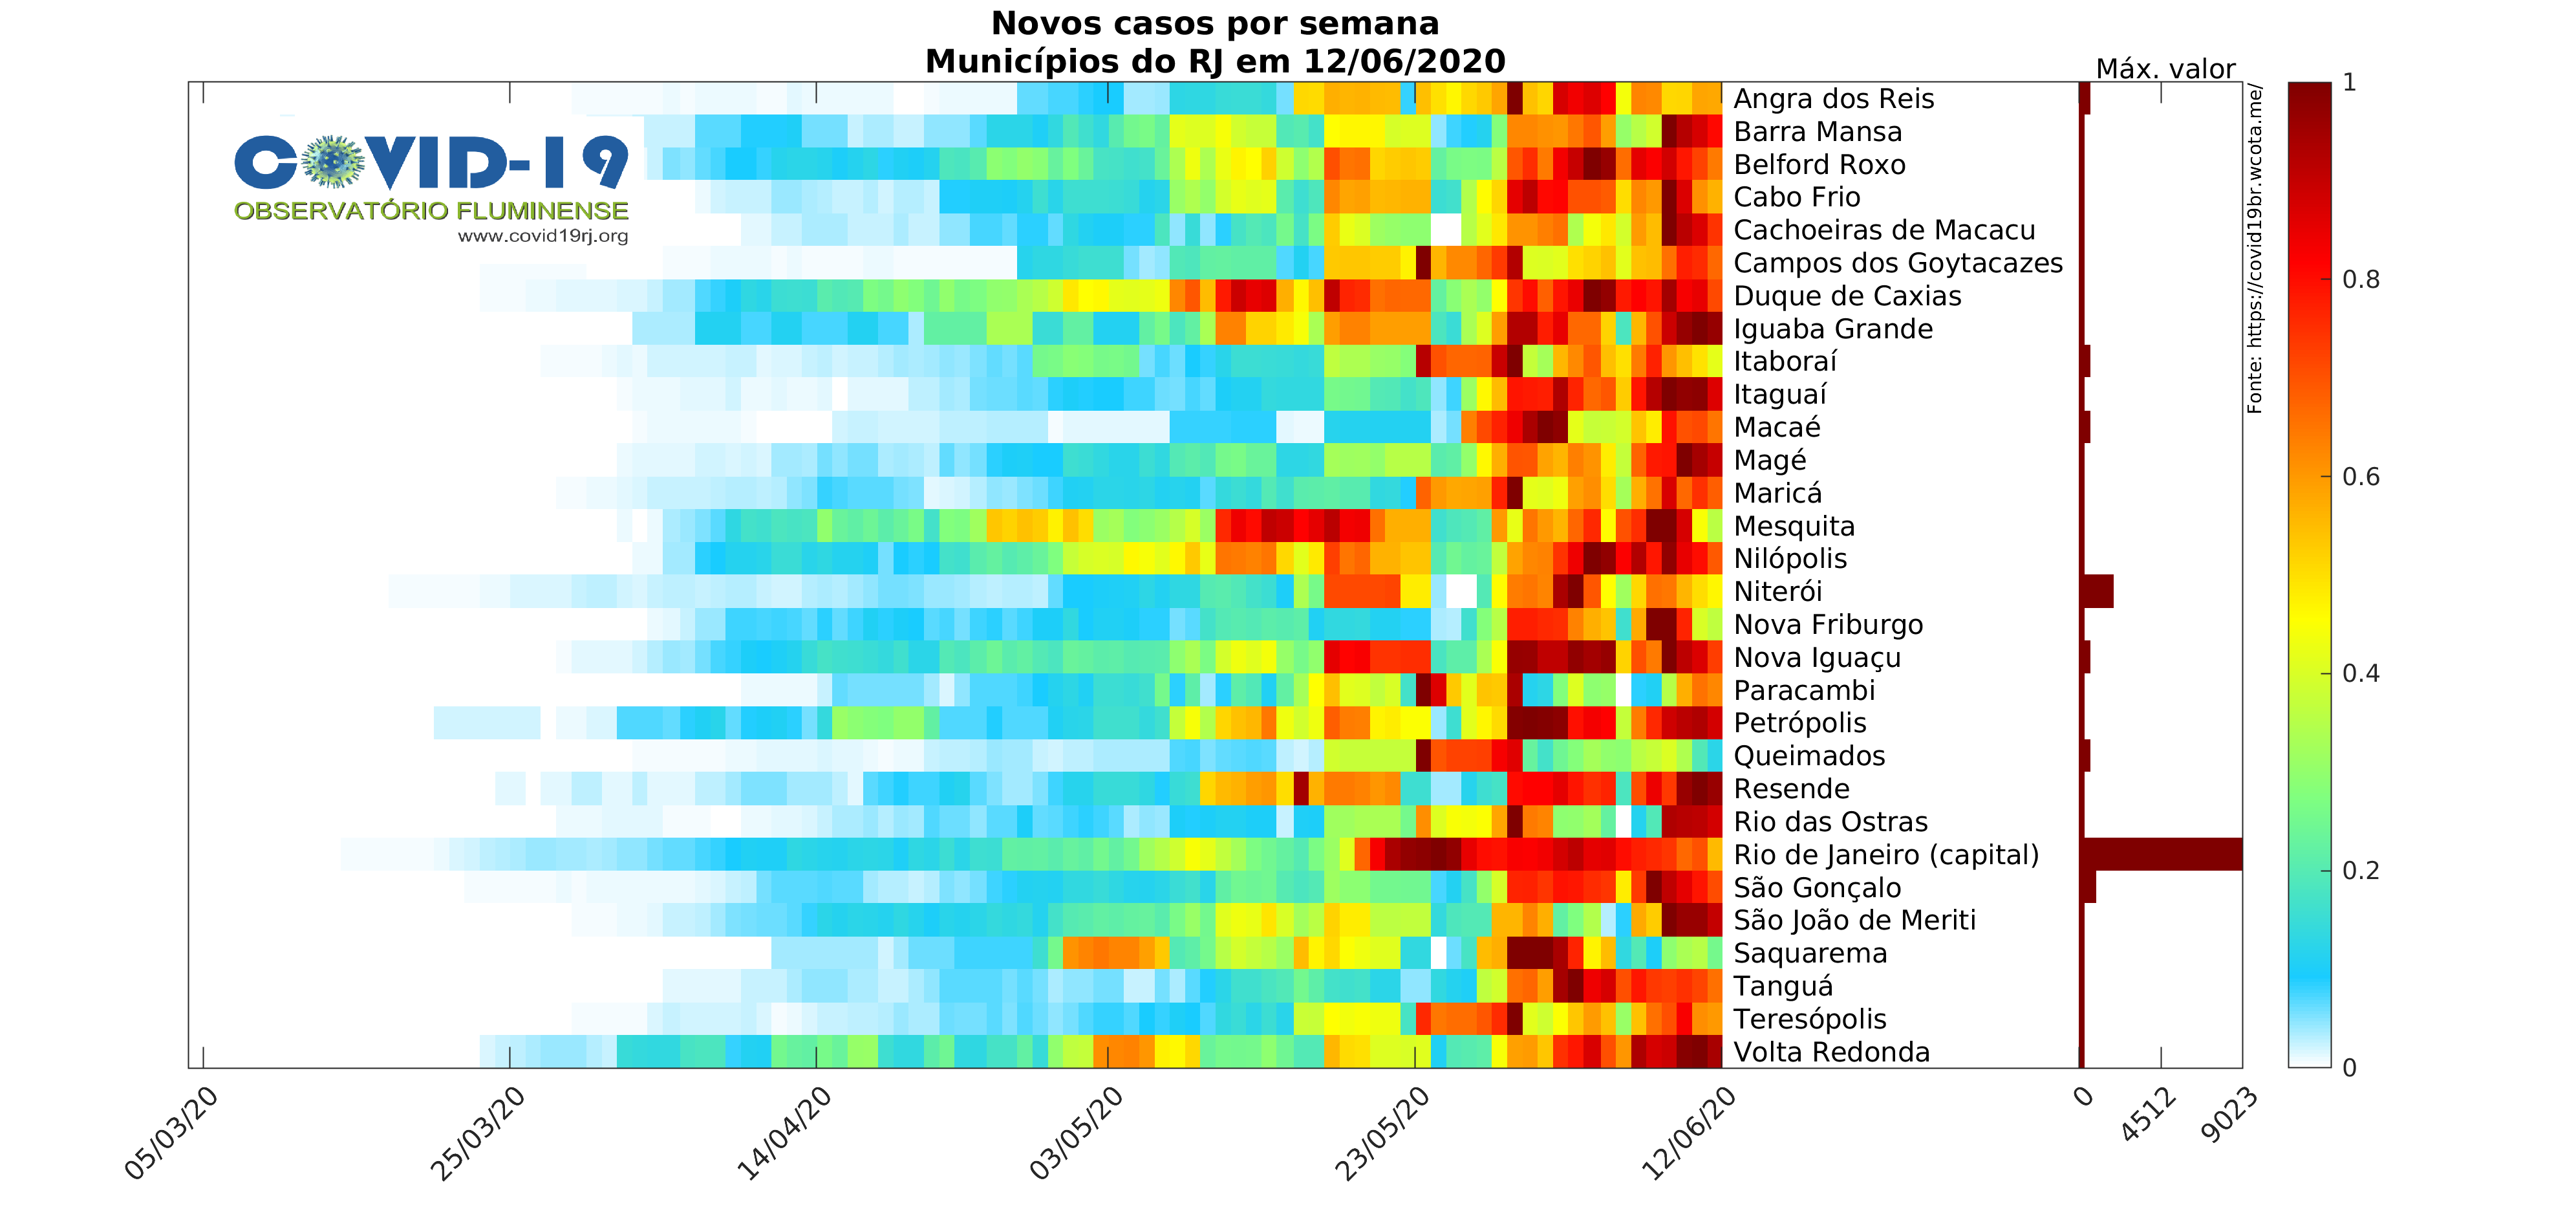 Novos casos por semana
Municípios do RJ em 12/06/2020
Máx. valor
COVID-19
OBSERVATÓRIO FLUMINENSE
www.covid19rj.org
Angra dos Reis
Barra Mansa
Belford Roxo
Cabo Frio
Cachoeiras de Macacu
Campos dos Goytacazes
Duque de Caxias
Iguaba Grande
Itaboraí
Itaguaí
Macaé
Magé
Maricá
Mesquita
Nilópolis
Niterói
Nova Friburgo
Nova Iguaçu
Paracambi
Petrópolis
Queimados
Resende
Rio das Ostras
Rio de Janeiro (capital)
São Gonçalo
São João de Meriti
Saquarema
Tanguá
Teresópolis
Volta Redonda
Fonte: https://covid19br.wcota.me/
1
0.8
0.6
0.4
0.2
0
05/03/20
25/03/20
14/04/20
03/05/20
23/05/20
12/06/20
0
4512
9023